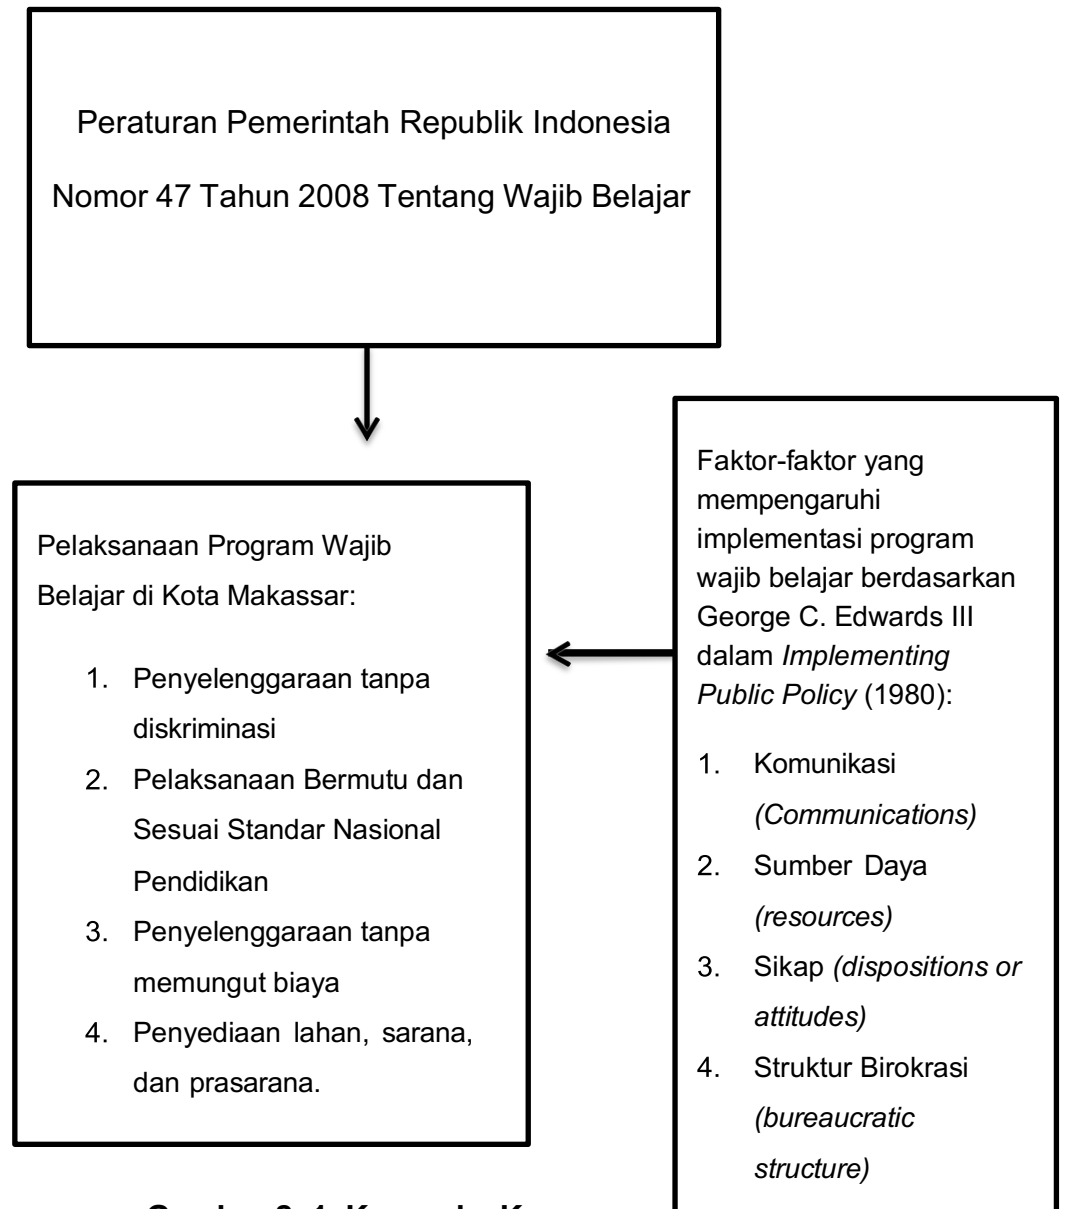 Peraturan Pemerintah Republik Indonesia
Nomor 47 Tahun 2008 Tentang Wajib Belajar
Pelaksanaan Program Wajib
Belajar di Kota Makassar:
1. Penyelenggaraan tanpa
diskriminasi
2. Pelaksanaan Bermutu dan
Sesuai Standar Nasional
Pendidikan
3. Penyelenggaraan tanpa
memungut biaya
4. Penyediaan lahan, sarana,
dan prasarana.
Faktor-faktor yang
mempengaruhi
implementasi program
wajib belajar berdasarkan
George C. Edwards III
dalam Implementing
Public Policy (1980):
1. Komunikasi
(Communications)
2. Sumber Daya
(resources)
3. Sikap (dispositions or
attitudes)
4. Struktur Birokrasi
(bureaucratic
structure)